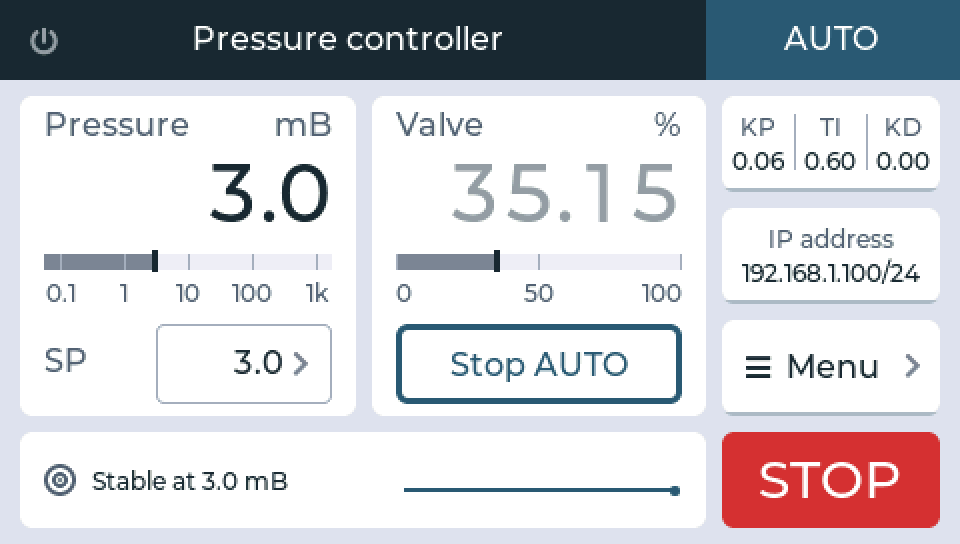 Pressure controller
AUTO
Pressure mB
3.0
0.1 1 10 100 1k
SP 3.0
Valve %
35.15
0 50 100
Stop AUTO
KP TI KD
0.06 0.60 0.00
IP address
192.168.1.100/24
Menu
Stable at 3.0 mB
STOP